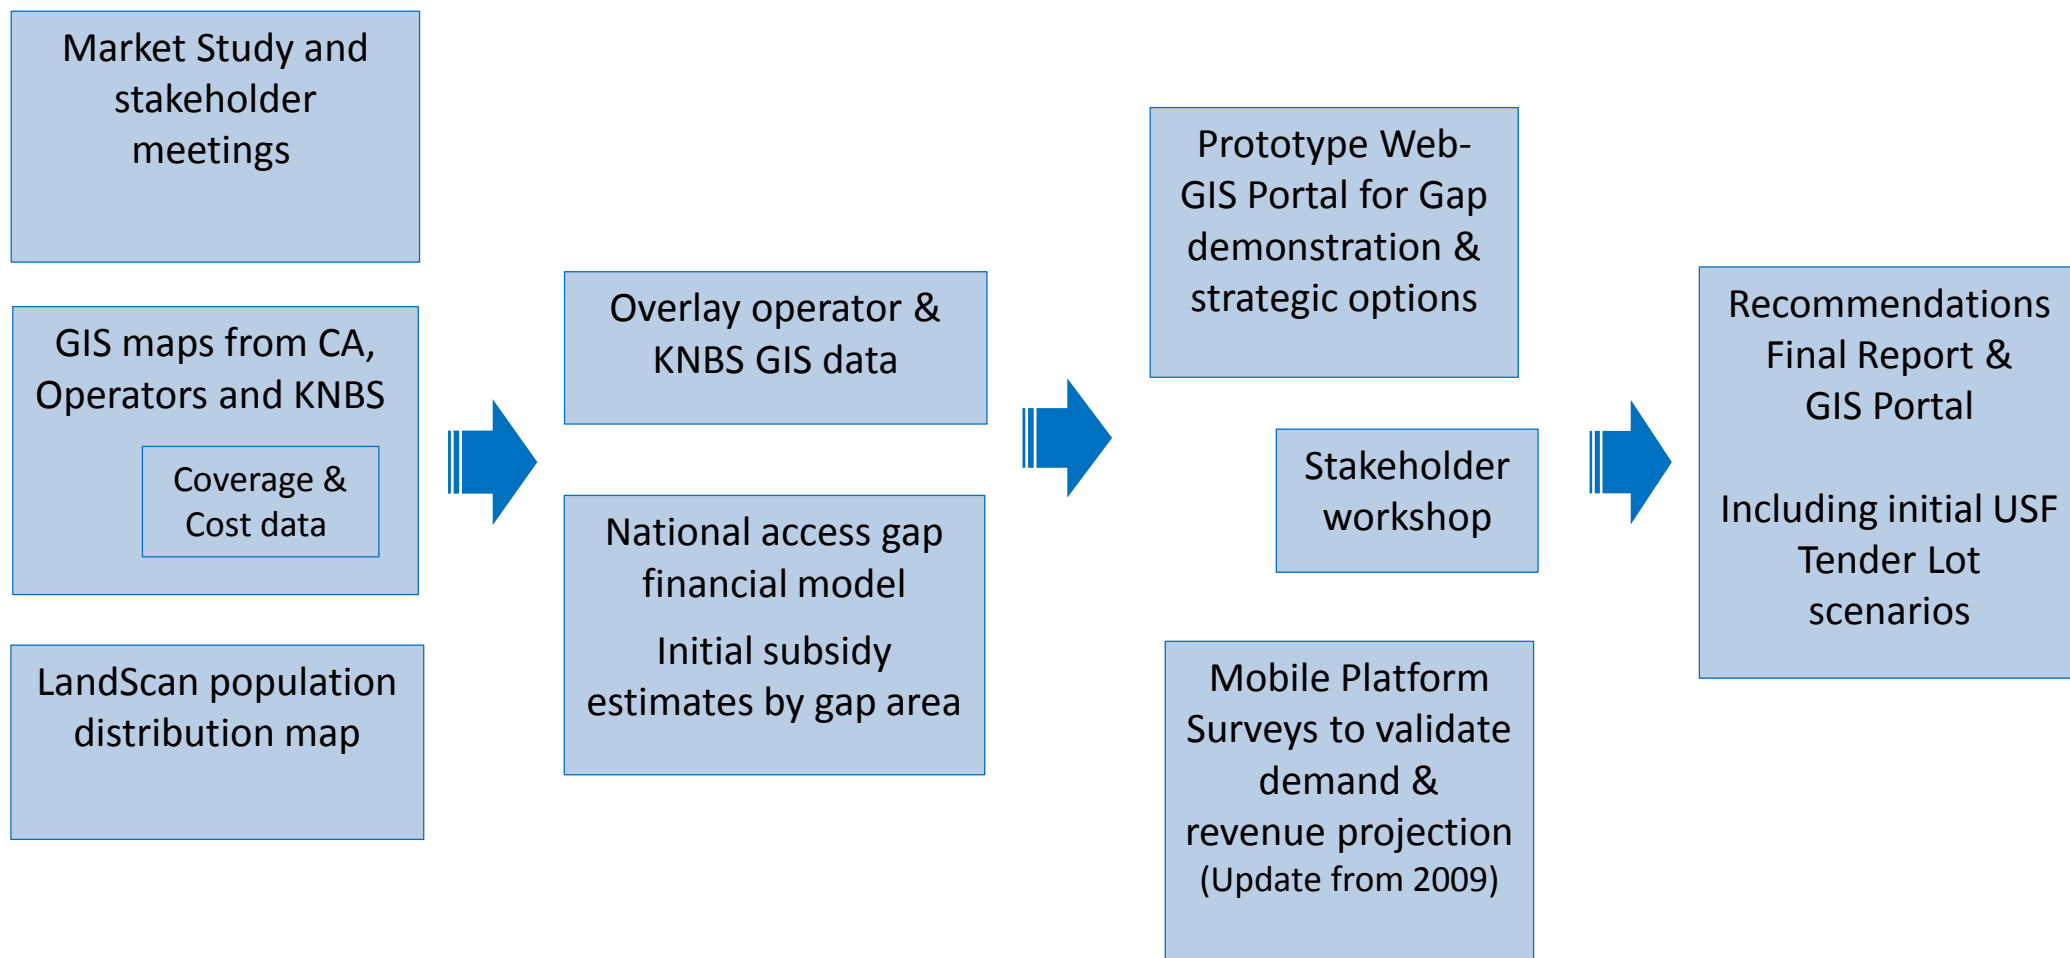 Market Study and
stakeholder
meetings
GIS maps from CA,
Operators and KNBS
Coverage &
Cost data
LandScan population
distribution map
Overlay operator &
KNBS GIS data
National access gap
financial model
Initial subsidy
estimates by gap area
Prototype Web-
GIS Portal for Gap
demonstration &
strategic options
Stakeholder
workshop
Mobile Platform
Surveys to validate
demand &
revenue projection
(Update from 2009)
Recommendations
Final Report &
GIS Portal
Including initial USF
Tender Lot
scenarios